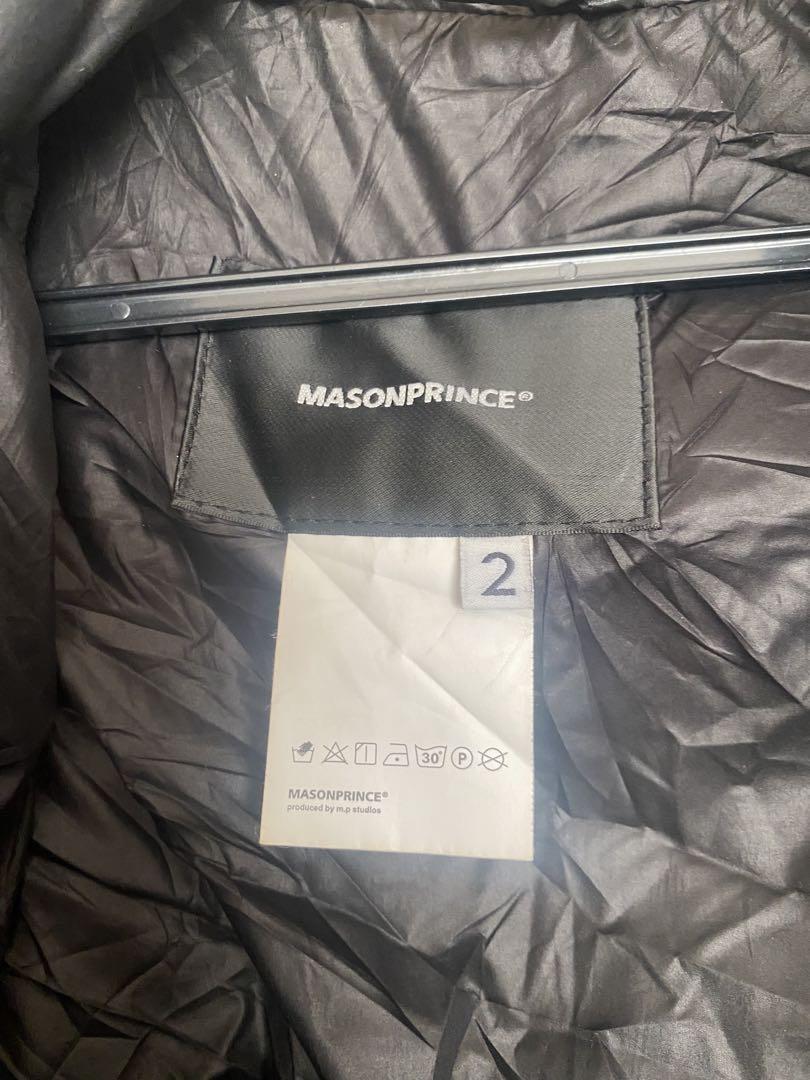 MASONPRINCE®
2
30°
P
MASONPRINCE®
produced by m.p studios